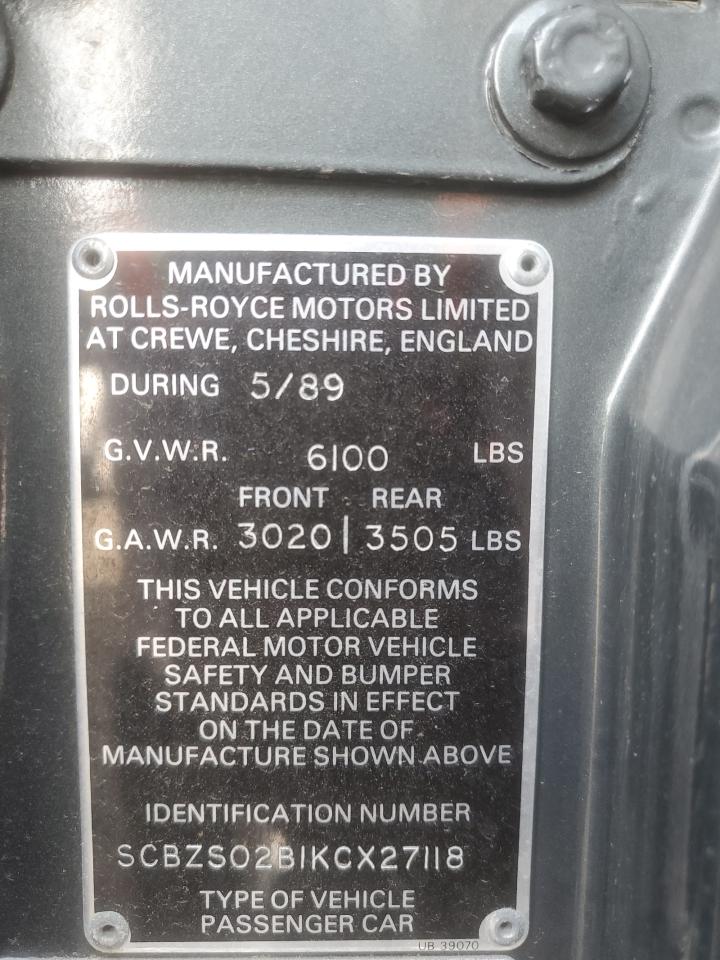 MANUFACTURED BY
ROLLS-ROYCE MOTORS LIMITED
AT CREWE, CHESHIRE, ENGLAND
DURING 5/89
G.V.W.R. 6100 LBS
FRONT REAR
G.A.W.R. 3020 | 3505 LBS
THIS VEHICLE CONFORMS
TO ALL APPLICABLE
FEDERAL MOTOR VEHICLE
SAFETY AND BUMPER
STANDARDS IN EFFECT
ON THE DATE OF
MANUFACTURE SHOWN ABOVE
IDENTIFICATION NUMBER
SCBZS02B1KCX27118
TYPE OF VEHICLE
PASSENGER CAR
UB 39070